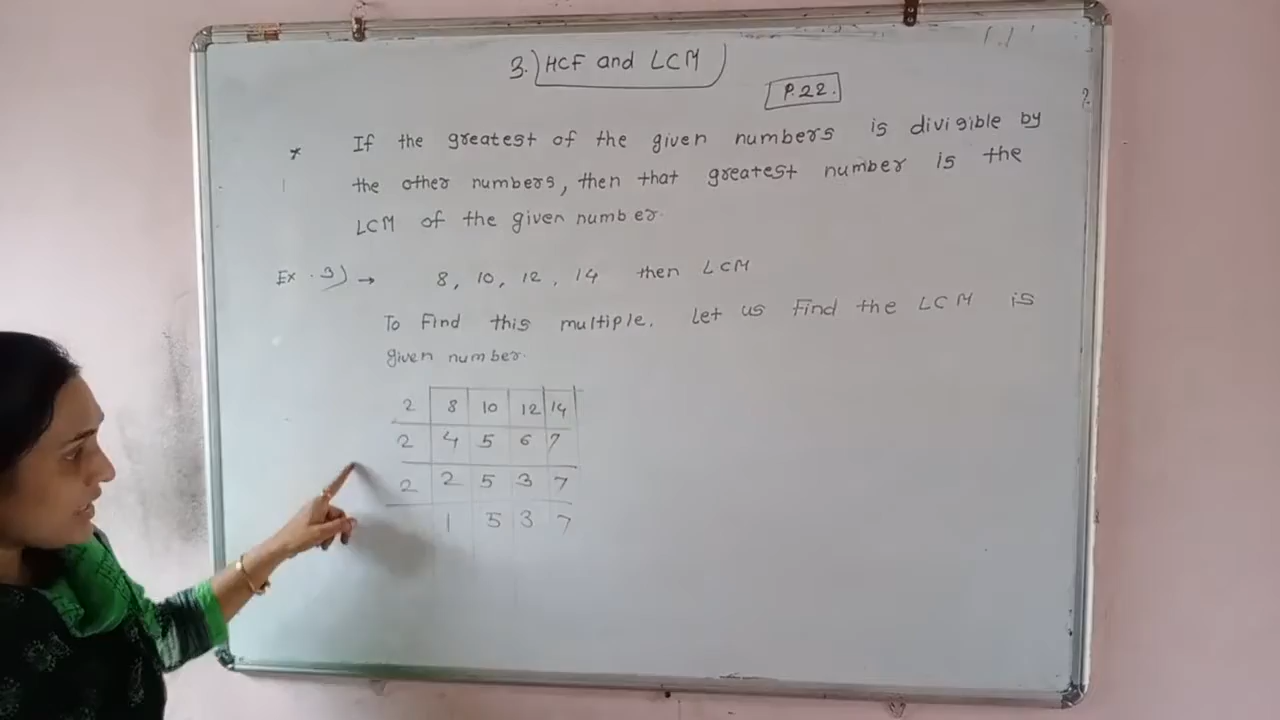 3.) HCF and LCM
P.22.
* If the greatest of the given numbers is divisible by
the other numbers, then that greatest number is the
LCM of the given number.
Ex. 3) → 8, 10, 12, 14 then LCM
To Find this multiple. Let us find the LCM is
given number.
2 8 10 12 14
2 4 5 6 7
2 2 5 3 7
1 5 3 7